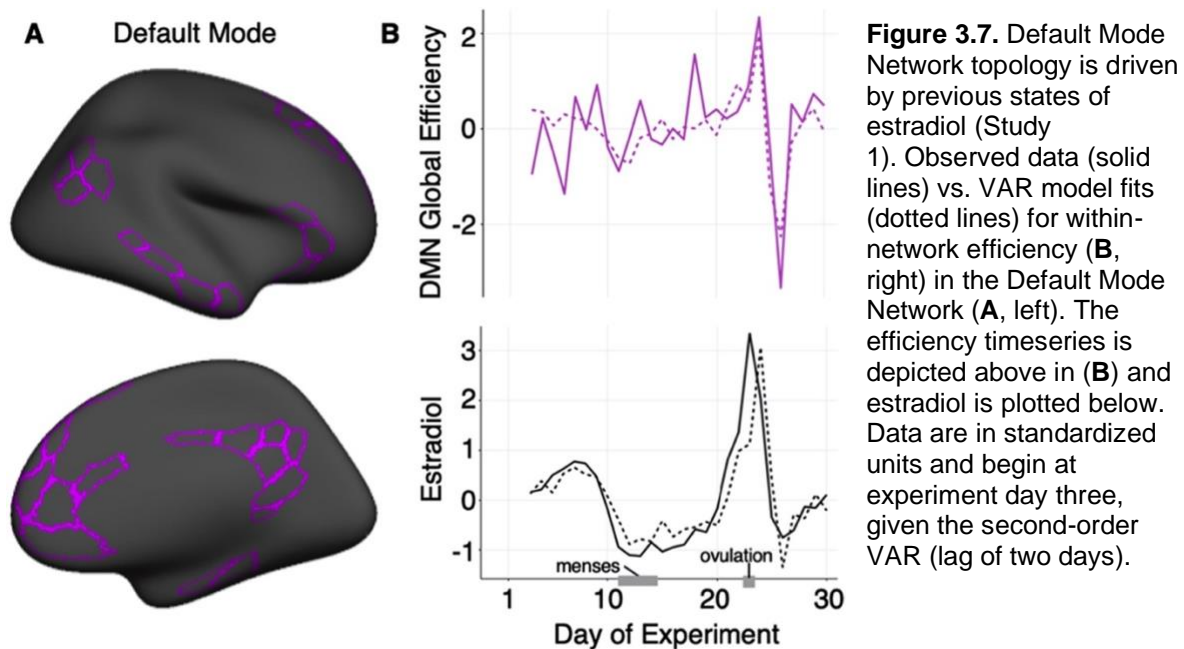 A
Default Mode
B
DMN Global Efficiency
2
0
-2
Estradiol
3
2
1
0
-1
menses
ovulation
1
10
20
30
Day of Experiment
Figure 3.7. Default Mode
Network topology is driven
by previous states of
estradiol (Study
1). Observed data (solid
lines) vs. VAR model fits
(dotted lines) for within-
network efficiency (B,
right) in the Default Mode
Network (A, left). The
efficiency timeseries is
depicted above in (B) and
estradiol is plotted below.
Data are in standardized
units and begin at
experiment day three,
given the second-order
VAR (lag of two days).